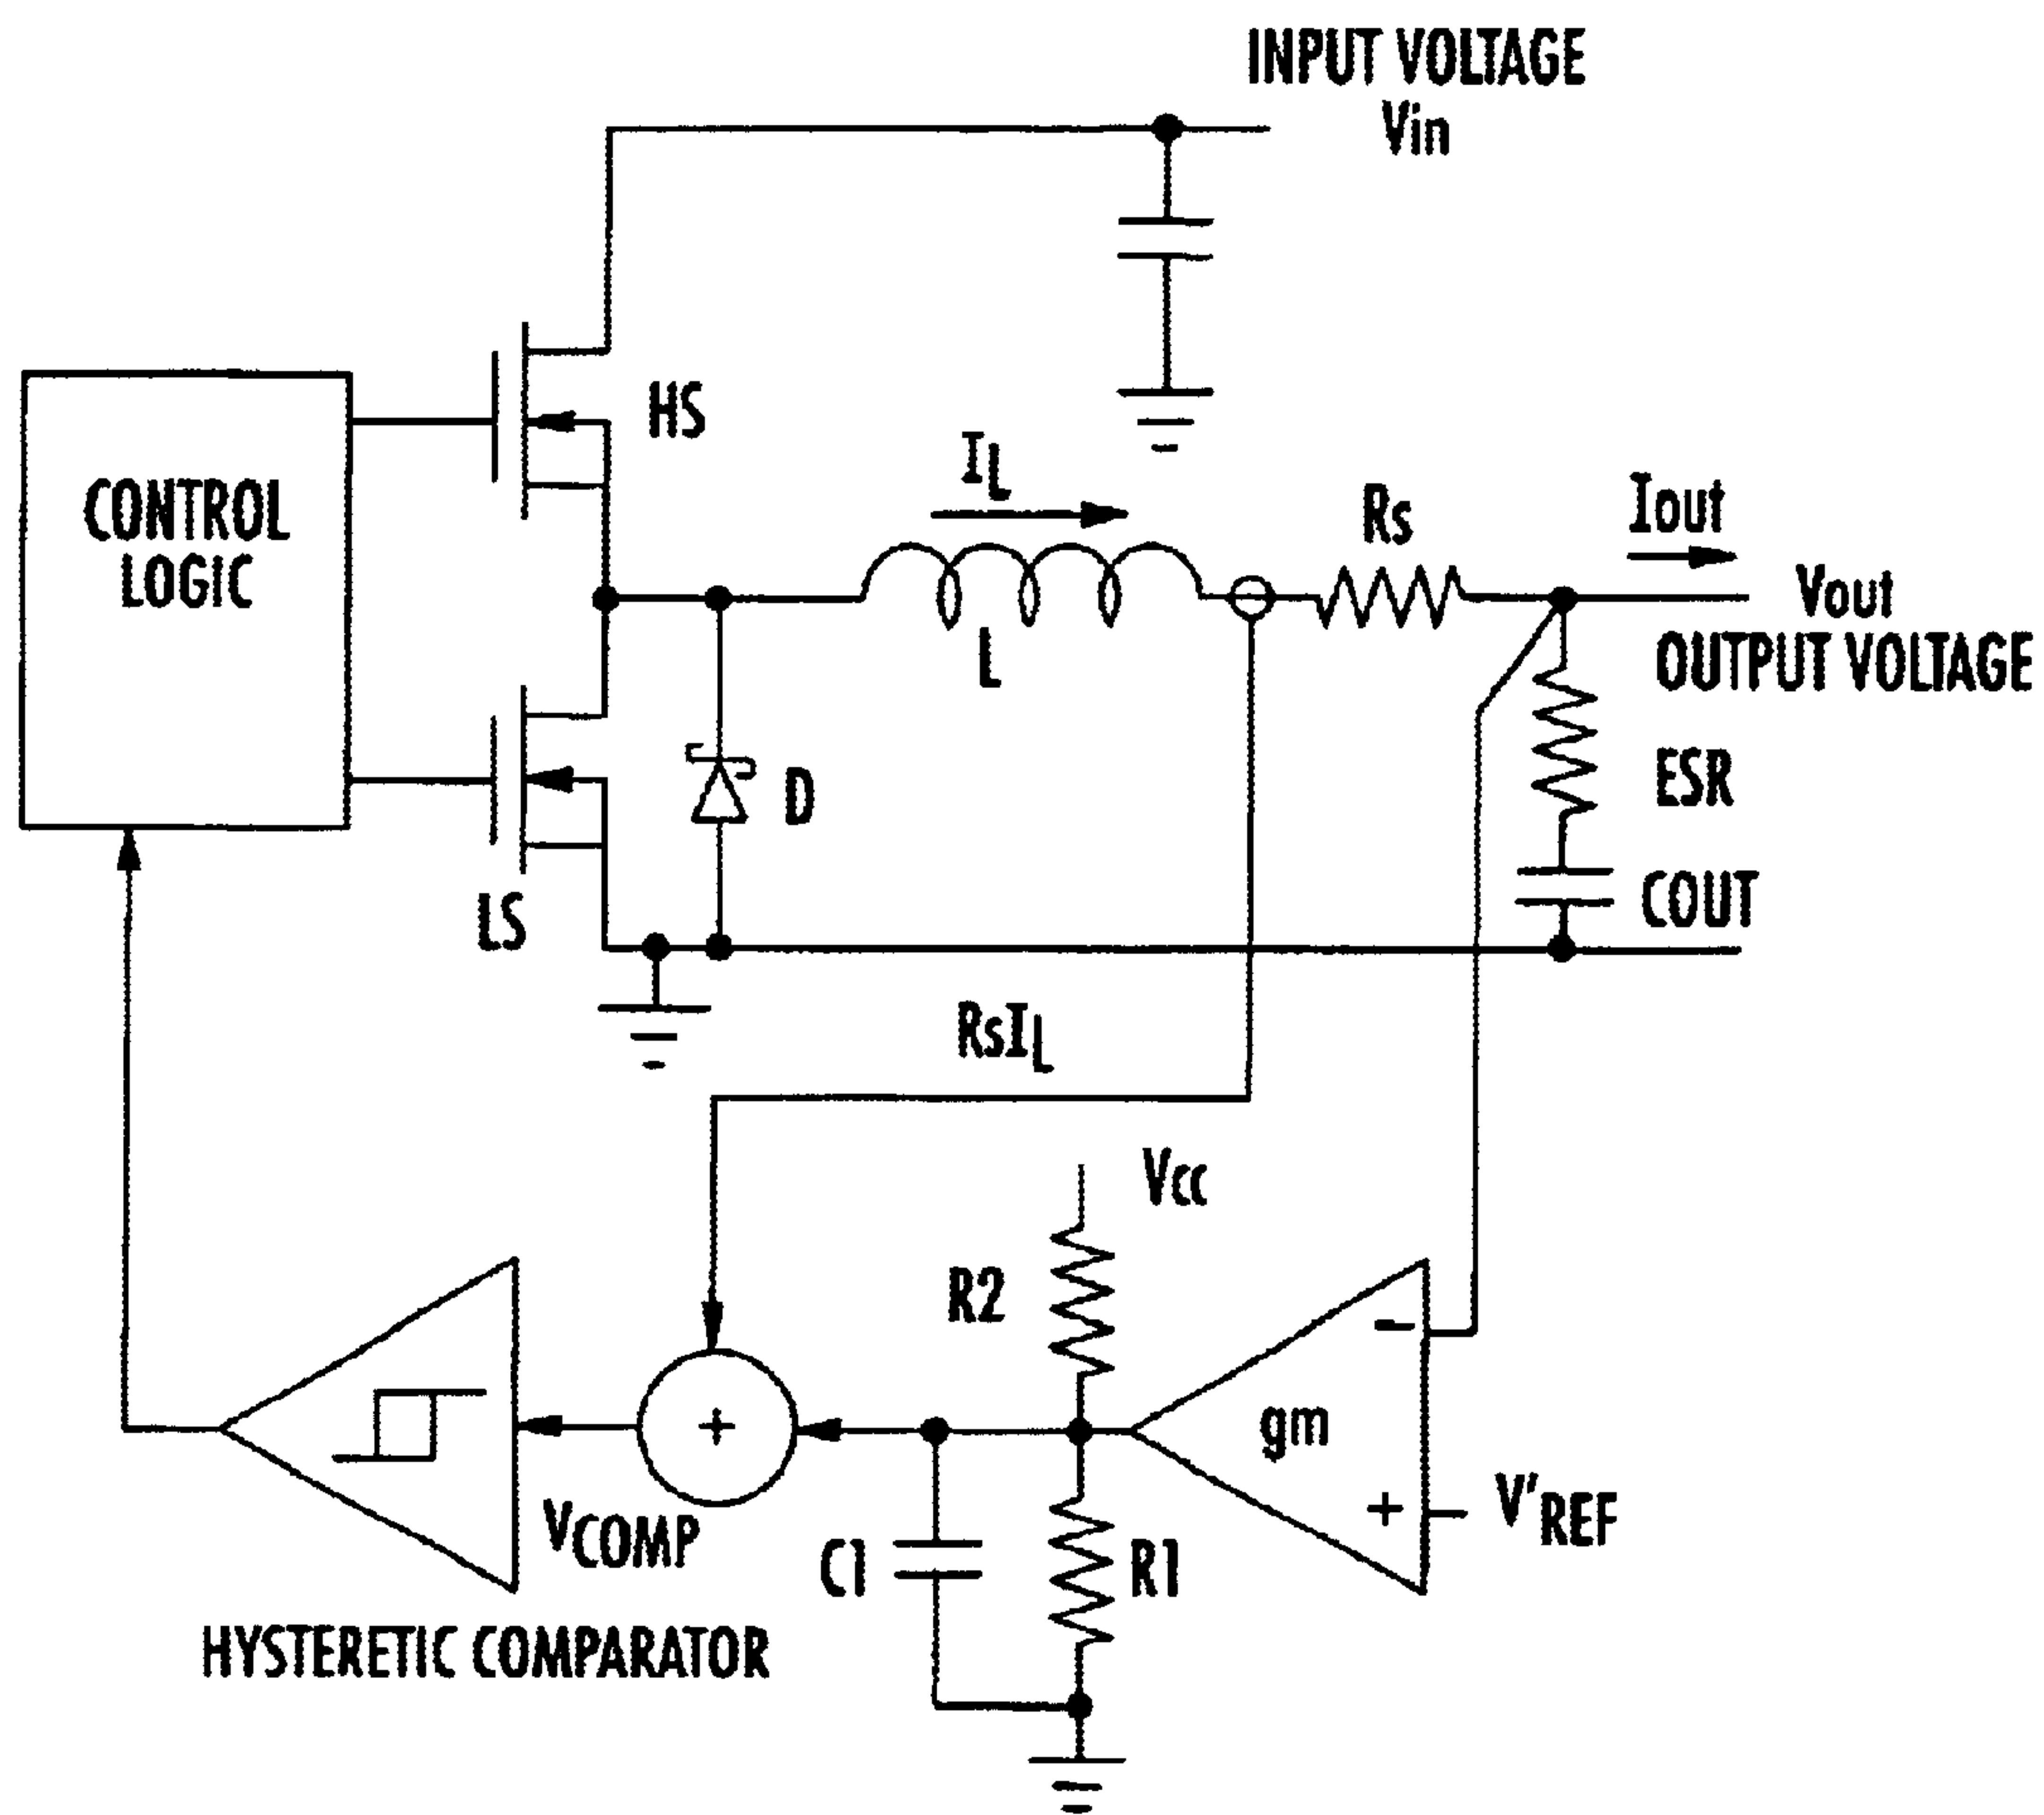 INPUT VOLTAGE
Vin
HS
CONTROL
LOGIC
IL
Rs
Iout
Vout
OUTPUT VOLTAGE
L
D
ESR
LS
COUT
RsIL
Vcc
R2
-
gm
+
+
V'REF
VCOMP
C1
R1
HYSTERETIC COMPARATOR